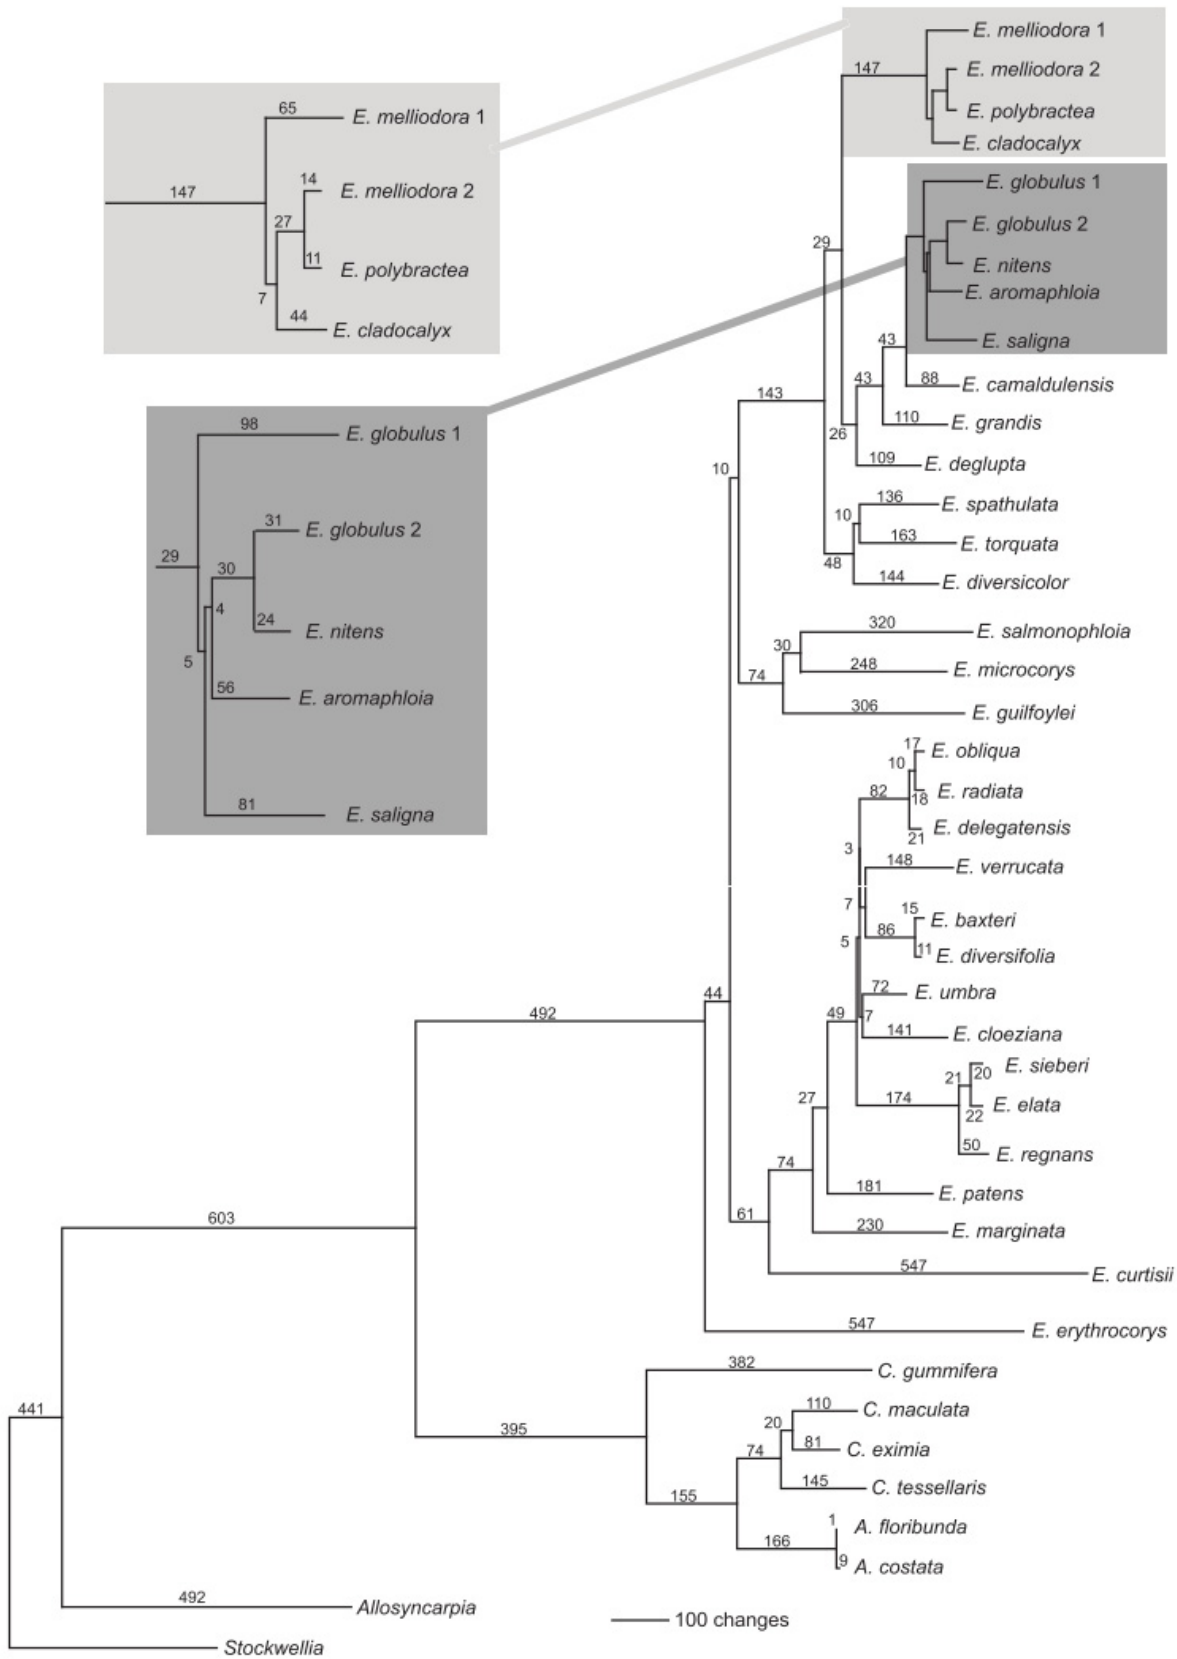 E. melliodora 1
147
E. melliodora 2
E. polybractea
E. cladocalyx
65
E. melliodora 1
14
E. melliodora 2
147
27
11
E. polybractea
7
44
E. cladocalyx
E. globulus 1
E. globulus 2
E. nitens
E. aromaphloia
E. saligna
29
43
88
E. camaldulensis
43
110
E. grandis
26
109
E. deglupta
143
136
E. spathulata
10
163
E. torquata
48
144
E. diversicolor
10
98
E. globulus 1
31
E. globulus 2
29
30
4
24
E. nitens
5
56
E. aromaphloia
81
E. saligna
320
E. salmonophloia
30
248
E. microcorys
74
306
E. guilfoylei
17
E. obliqua
10
18
E. radiata
82
21
E. delegatensis
3
148
E. verrucata
7
15
E. baxteri
86
11
E. diversifolia
5
72
E. umbra
7
141
E. cloeziana
49
20
E. sieberi
21
22
E. elata
174
50
E. regnans
27
181
E. patens
74
230
E. marginata
61
547
E. curtisii
44
492
547
E. erythrocorys
603
382
C. gummifera
395
110
C. maculata
20
81
C. eximia
74
145
C. tessellaris
155
1
A. floribunda
166
9
A. costata
441
492
Allosyncarpia
100 changes
Stockwellia